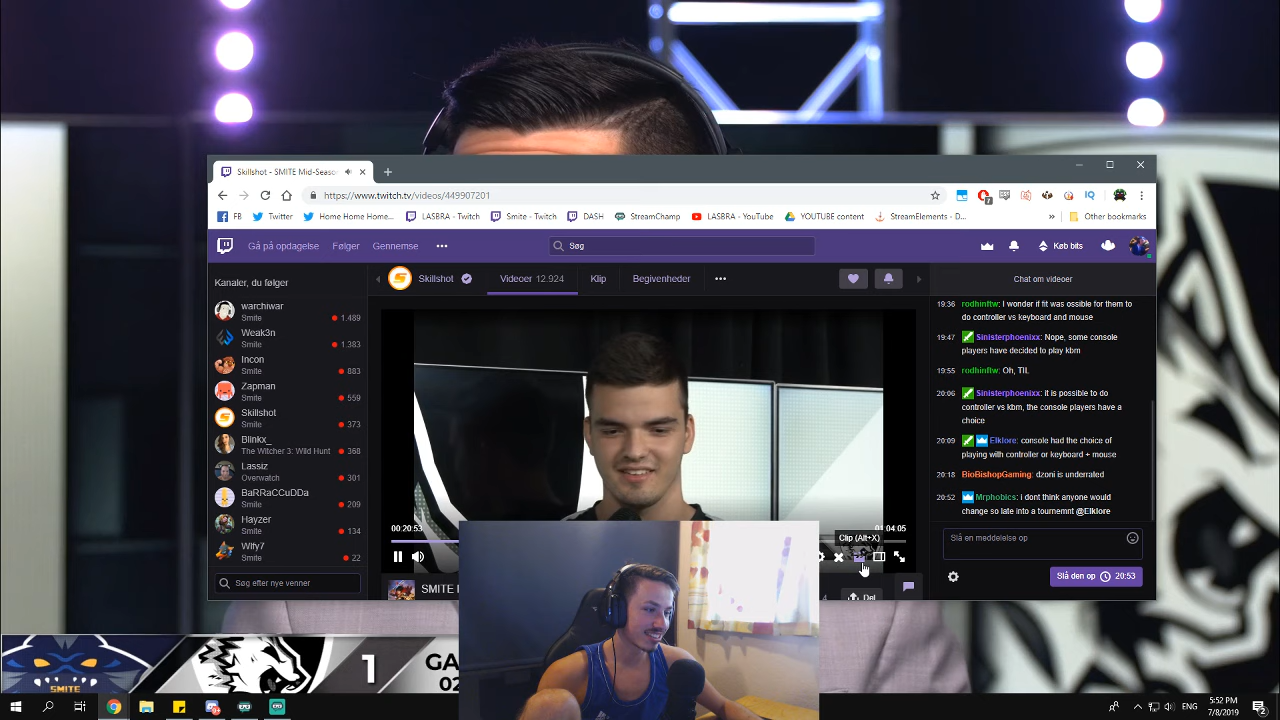 Skillshot - SMITE Mid-Seaso
https://www.twitch.tv/videos/449907201
FB
Twitter
Home Home Home...
LASBRA - Twitch
Smite - Twitch
DASH
StreamChamp
LASBRA - YouTube
YOUTUBE content
StreamElements - D...
»
Other bookmarks
IQ
7
Gå på opdagelse
Følger
Gennemse
Søg
Køb bits
Kanaler, du følger
warchiwar
Smite
1.489
Weak3n
Smite
1.383
Incon
Smite
883
Zapman
Smite
559
Skillshot
Smite
373
Blinkx_
The Witcher 3: Wild Hunt
368
Lassiz
Overwatch
301
BaRRaCCuDDa
Smite
209
Hayzer
Smite
134
Wlfy7
Smite
22
Søg efter nye venner
Skillshot
Videoer 12.924
Klip
Begivenheder
00:20:53
01:04:05
Clip (Alt+X)
SMITE
Del
Chat om videoer
19:36 rodhinftw: I wonder if fit was ossible for them to
do controller vs keyboard and mouse
19:47 Sinisterphoenixx: Nope, some console
players have decided to play kbm
19:55 rodhinftw: Oh, TIL
20:06 Sinisterphoenixx: it is possible to do
controller vs kbm, the console players have a
choice
20:09 Elklore: console had the choice of
playing with controller or keyboard + mouse
20:18 BioBishopGaming: dzoni is underrated
20:52 Mrphobics: i dont think anyone would
change so late into a tournemnt @Elklore
Slå en meddelelse op
Slå den op 20:53
SMITE
1
GA
02
ENG
5:52 PM
7/8/2019
2